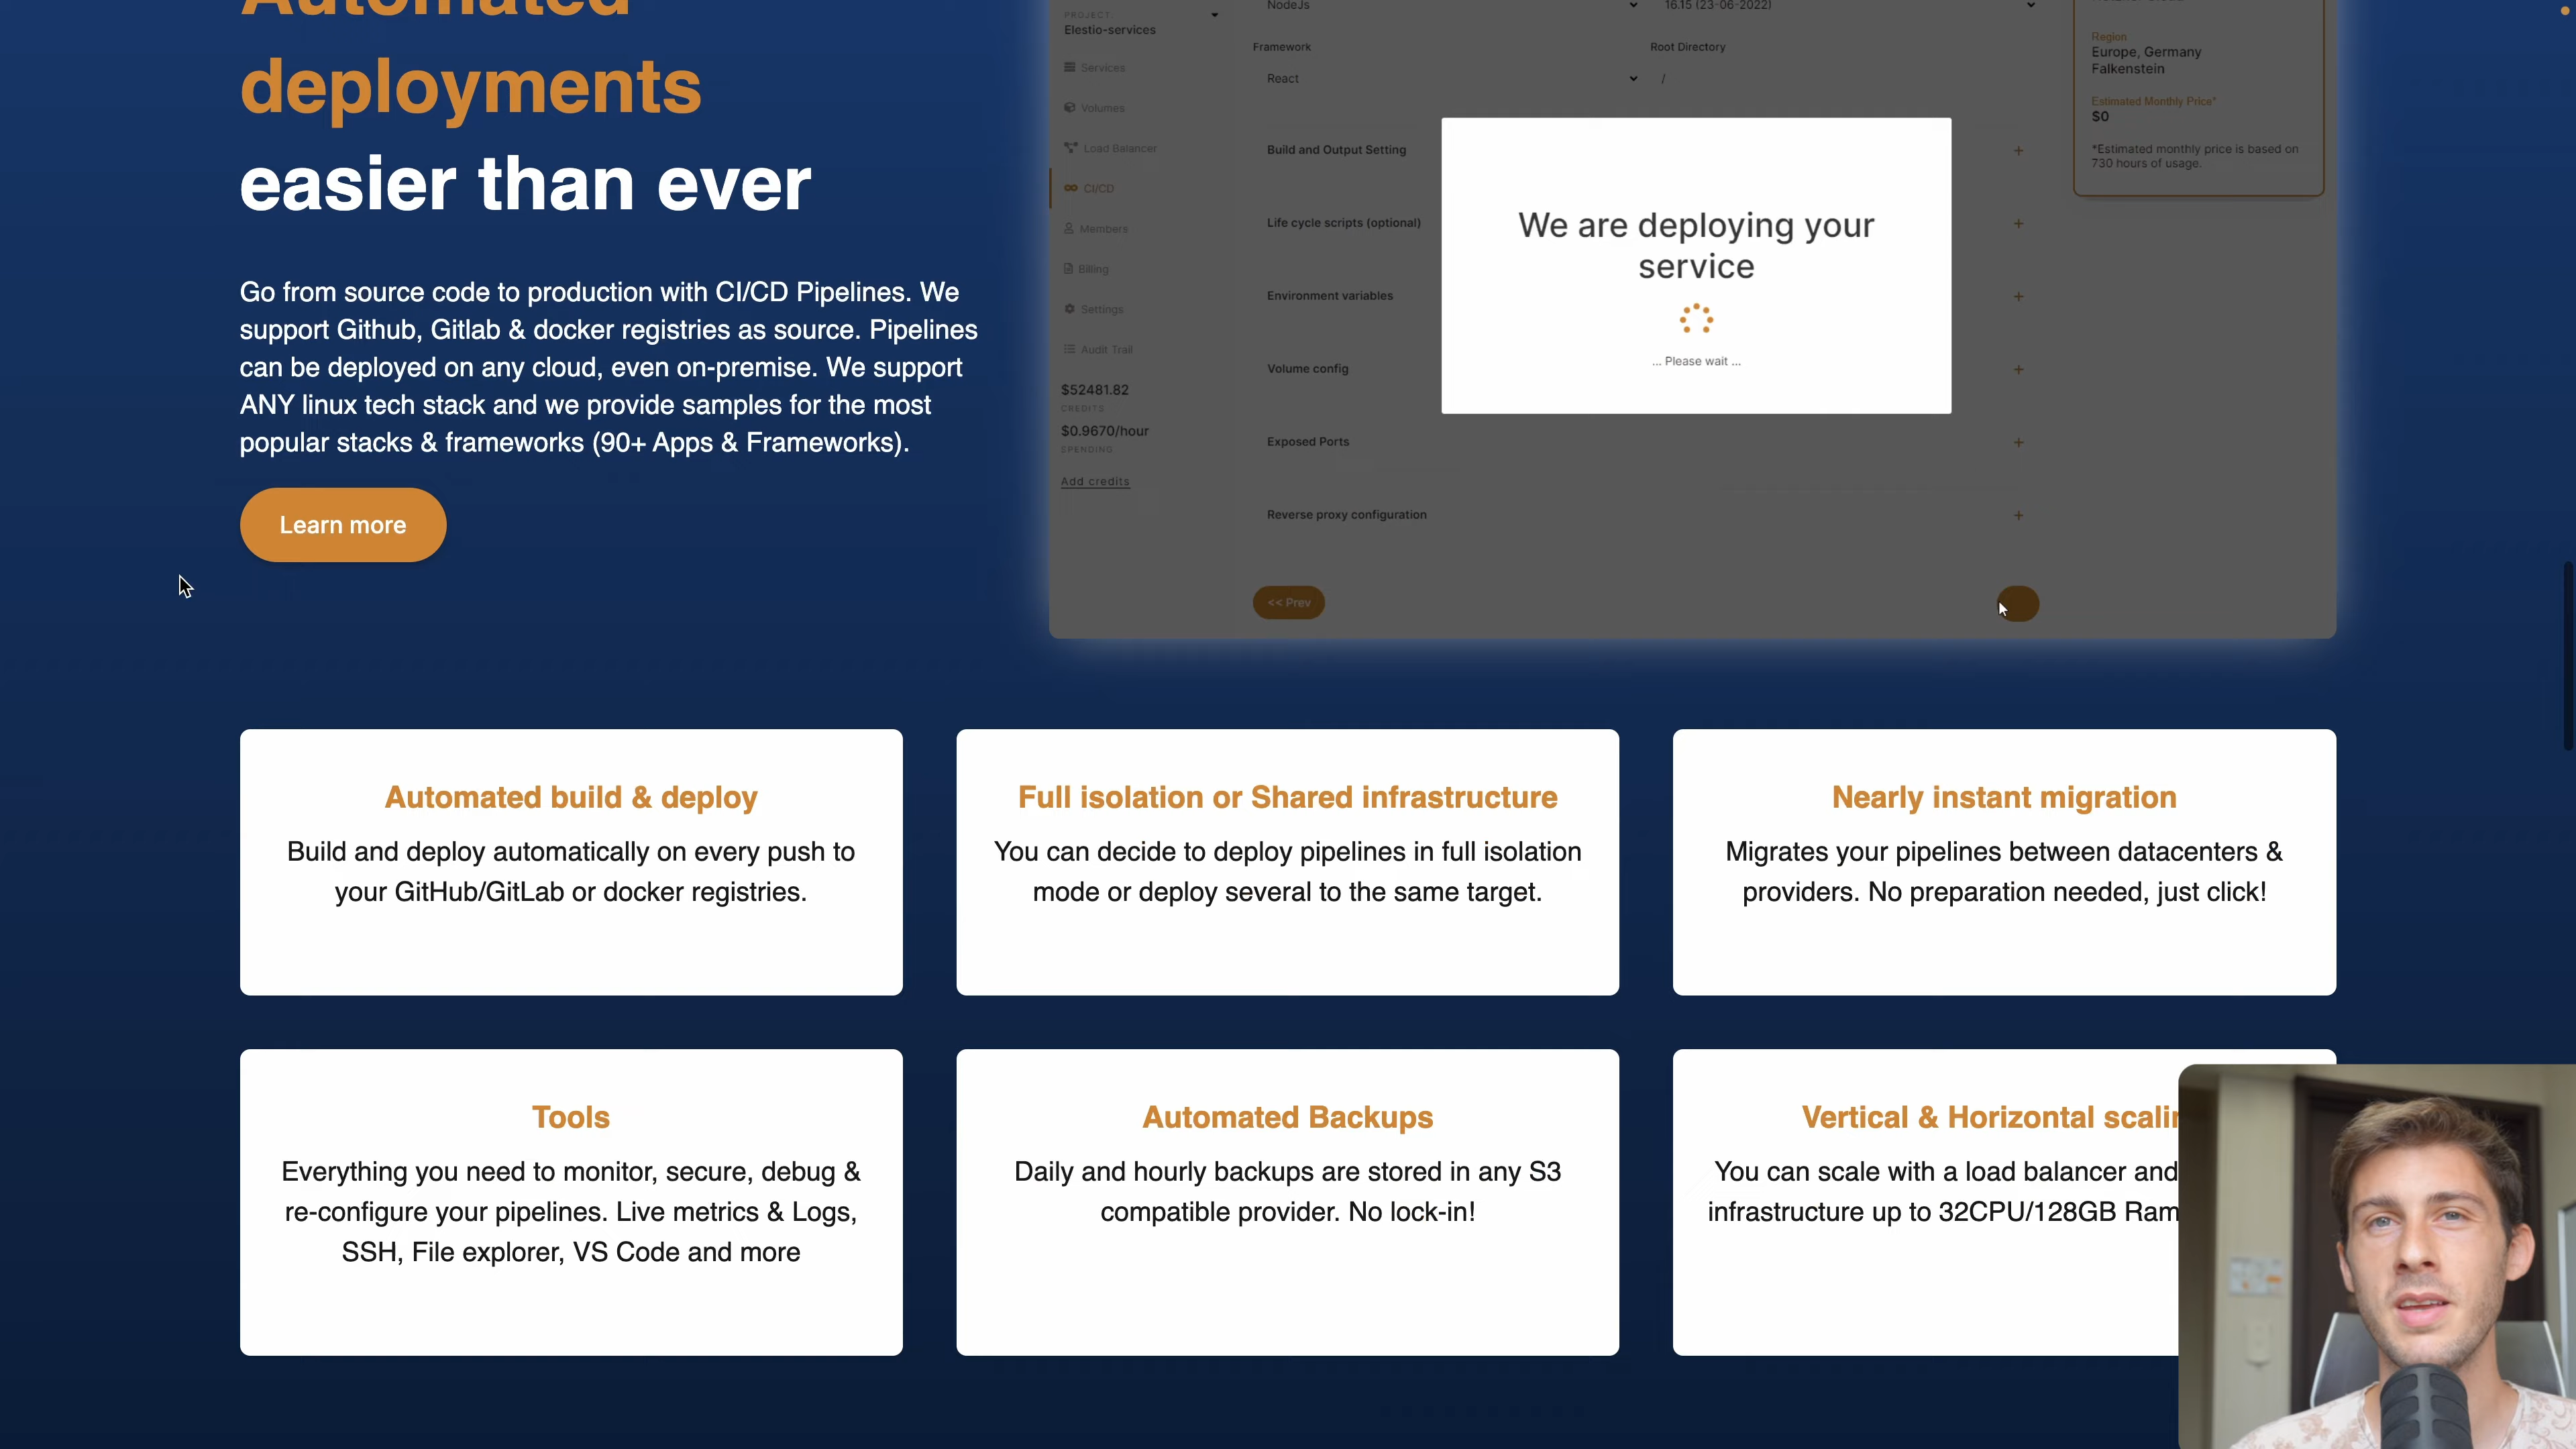 Automated
deployments
easier than ever
Go from source code to production with CI/CD Pipelines. We
support Github, Gitlab & docker registries as source. Pipelines
can be deployed on any cloud, even on-premise. We support
ANY linux tech stack and we provide samples for the most
popular stacks & frameworks (90+ Apps & Frameworks).
Learn more
PROJECT:
Elestio-services
Services
Volumes
Load Balancer
CI/CD
Members
Billing
Settings
Audit Trail
$52481.82
CREDITS
$0.9670/hour
SPENDING
Add credits
NodeJs
16.15 (23-06-2022)
Framework
Root Directory
React
/
Build and Output Setting
Life cycle scripts (optional)
Environment variables
Volume config
Exposed Ports
Reverse proxy configuration
<< Prev
We are deploying your
service
... Please wait ...
Region
Europe, Germany
Falkenstein
Estimated Monthly Price*
$0
*Estimated monthly price is based on
730 hours of usage.
Automated build & deploy
Build and deploy automatically on every push to
your GitHub/GitLab or docker registries.
Full isolation or Shared infrastructure
You can decide to deploy pipelines in full isolation
mode or deploy several to the same target.
Nearly instant migration
Migrates your pipelines between datacenters &
providers. No preparation needed, just click!
Tools
Everything you need to monitor, secure, debug &
re-configure your pipelines. Live metrics & Logs,
SSH, File explorer, VS Code and more
Automated Backups
Daily and hourly backups are stored in any S3
compatible provider. No lock-in!
Vertical & Horizontal
You can scale with a load balancer and
infrastructure up to 32CPU/128GB Ram